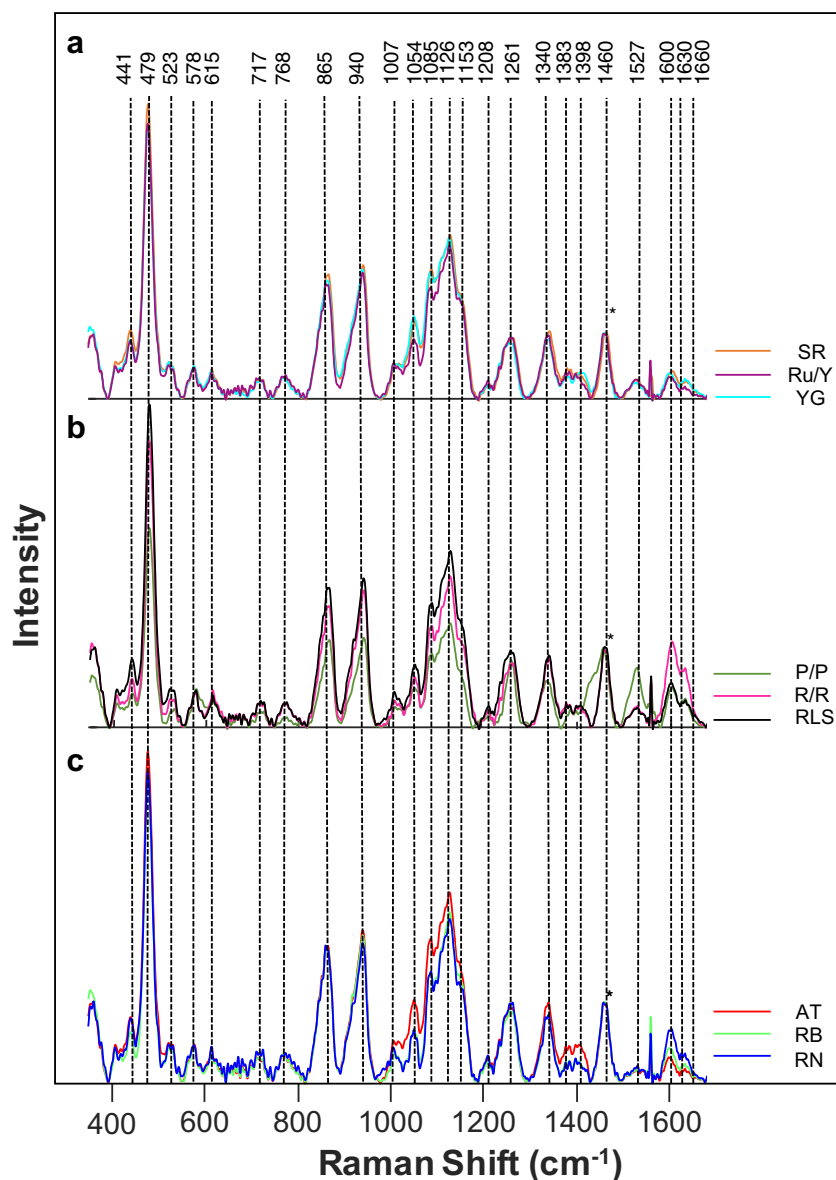 a
441 479 523 578 615 717 768 865 940 1007 1054 1085 1126 1153 1208 1261 1340 1383 1398 1460 1527 1600 1630 1660
*
SR
Ru/Y
YG
b
*
P/P
R/R
RLS
c
*
AT
RB
RN
Intensity
400 600 800 1000 1200 1400 1600
Raman Shift (cm⁻¹)